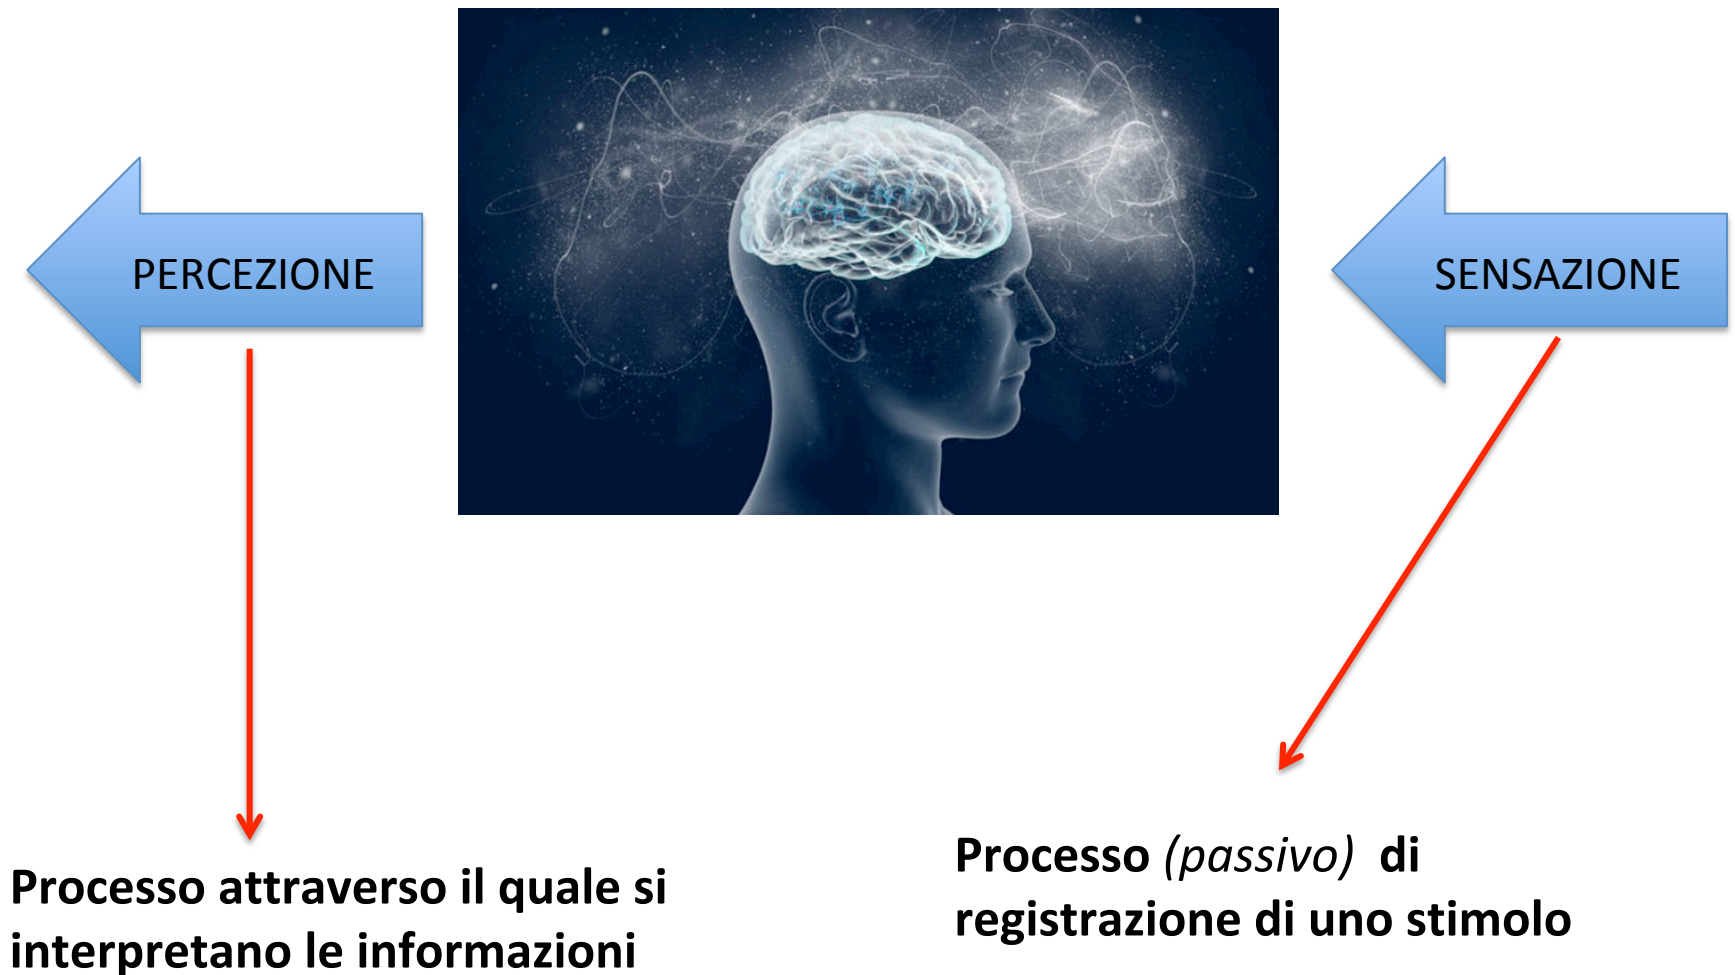 PERCEZIONE
SENSAZIONE
Processo attraverso il quale si
interpretano le informazioni
Processo (passivo) di
registrazione di uno stimolo